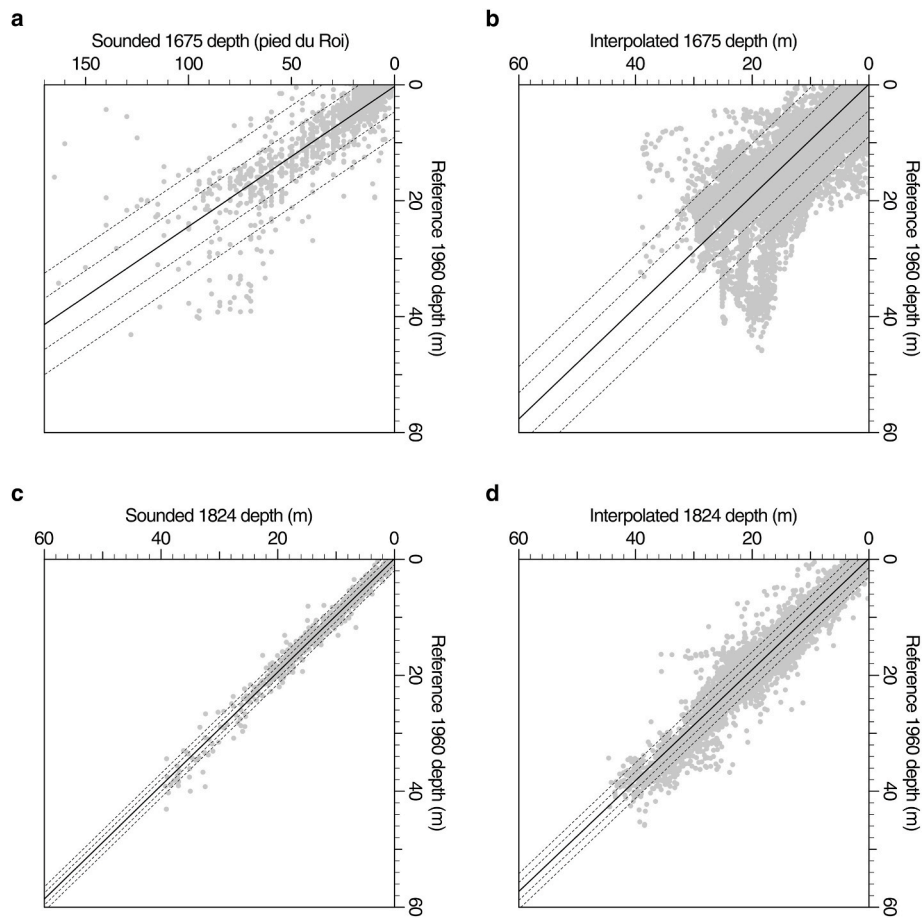 a
Sounded 1675 depth (pied du Roi)
150 100 50 0
0
20
40
60
Reference 1960 depth (m)
b
Interpolated 1675 depth (m)
60 40 20 0
0
20
40
60
Reference 1960 depth (m)
c
Sounded 1824 depth (m)
60 40 20 0
0
20
40
60
Reference 1960 depth (m)
d
Interpolated 1824 depth (m)
60 40 20 0
0
20
40
60
Reference 1960 depth (m)